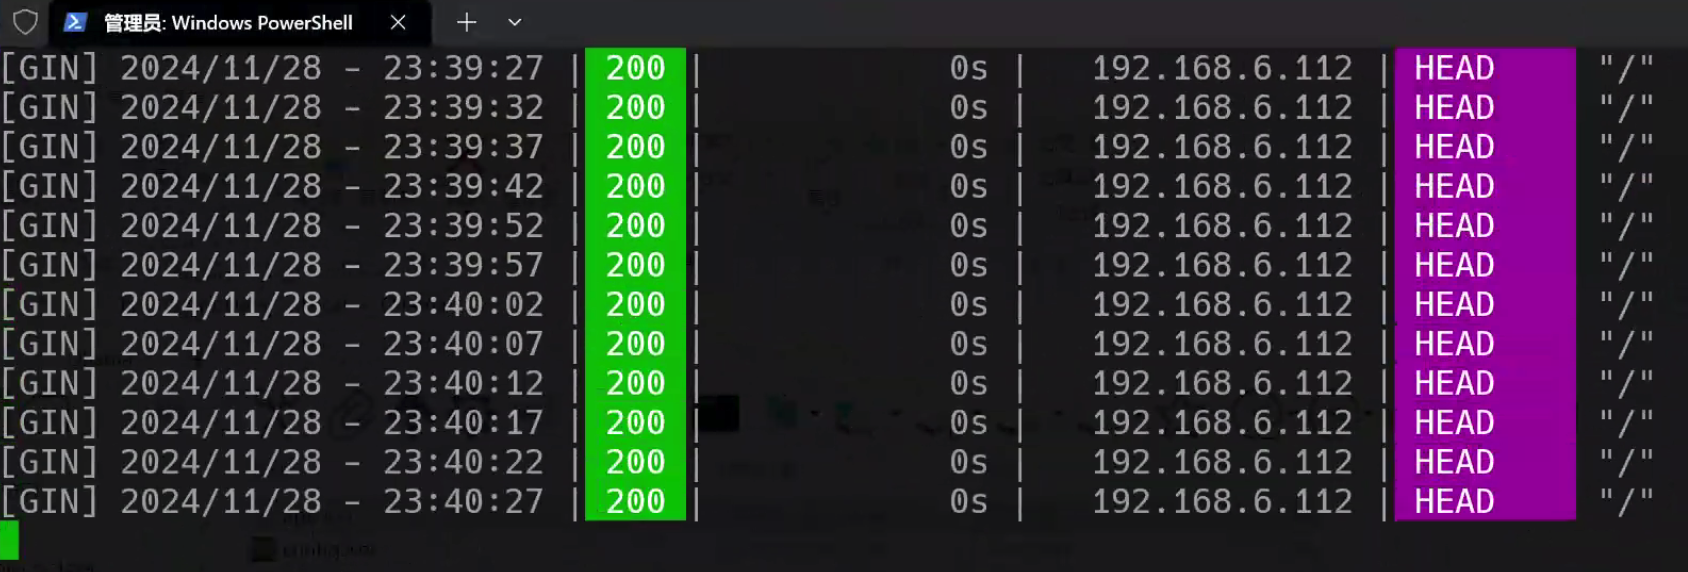 管理员: Windows PowerShell
[GIN] 2024/11/28 - 23:39:27 | 200 | 0s | 192.168.6.112 | HEAD "/"
[GIN] 2024/11/28 - 23:39:32 | 200 | 0s | 192.168.6.112 | HEAD "/"
[GIN] 2024/11/28 - 23:39:37 | 200 | 0s | 192.168.6.112 | HEAD "/"
[GIN] 2024/11/28 - 23:39:42 | 200 | 0s | 192.168.6.112 | HEAD "/"
[GIN] 2024/11/28 - 23:39:52 | 200 | 0s | 192.168.6.112 | HEAD "/"
[GIN] 2024/11/28 - 23:39:57 | 200 | 0s | 192.168.6.112 | HEAD "/"
[GIN] 2024/11/28 - 23:40:02 | 200 | 0s | 192.168.6.112 | HEAD "/"
[GIN] 2024/11/28 - 23:40:07 | 200 | 0s | 192.168.6.112 | HEAD "/"
[GIN] 2024/11/28 - 23:40:12 | 200 | 0s | 192.168.6.112 | HEAD "/"
[GIN] 2024/11/28 - 23:40:17 | 200 | 0s | 192.168.6.112 | HEAD "/"
[GIN] 2024/11/28 - 23:40:22 | 200 | 0s | 192.168.6.112 | HEAD "/"
[GIN] 2024/11/28 - 23:40:27 | 200 | 0s | 192.168.6.112 | HEAD "/"